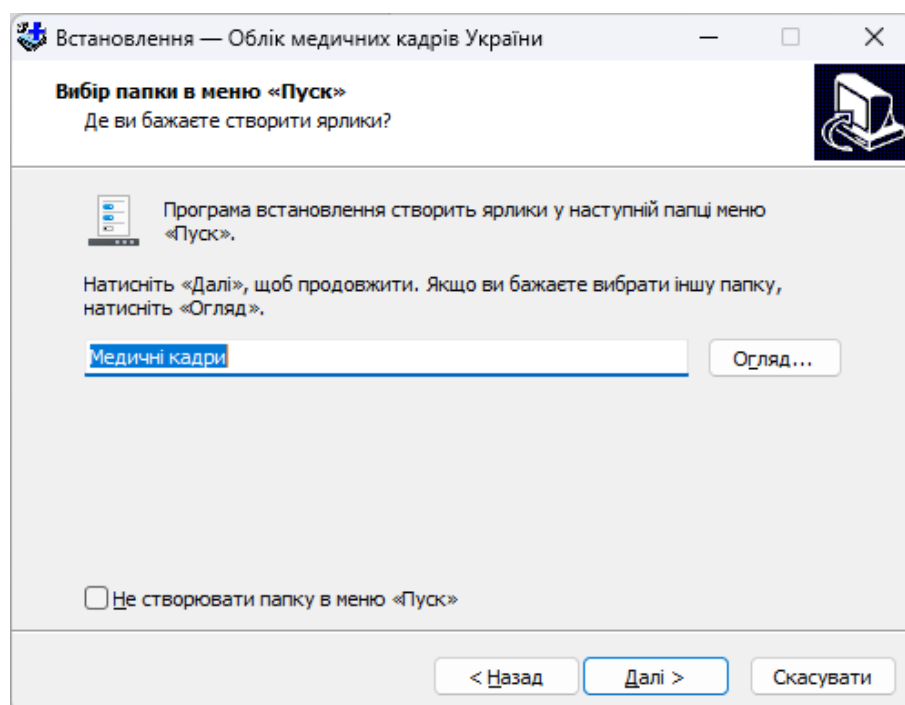 Встановлення — Облік медичних кадрів України
Вибір папки в меню «Пуск»
Де ви бажаєте створити ярлики?
Програма встановлення створить ярлики у наступній папці меню
«Пуск».
Натисніть «Далі», щоб продовжити. Якщо ви бажаєте вибрати іншу папку,
натисніть «Огляд».
Медичні кадри
Огляд...
Не створювати папку в меню «Пуск»
< Назад
Далі >
Скасувати